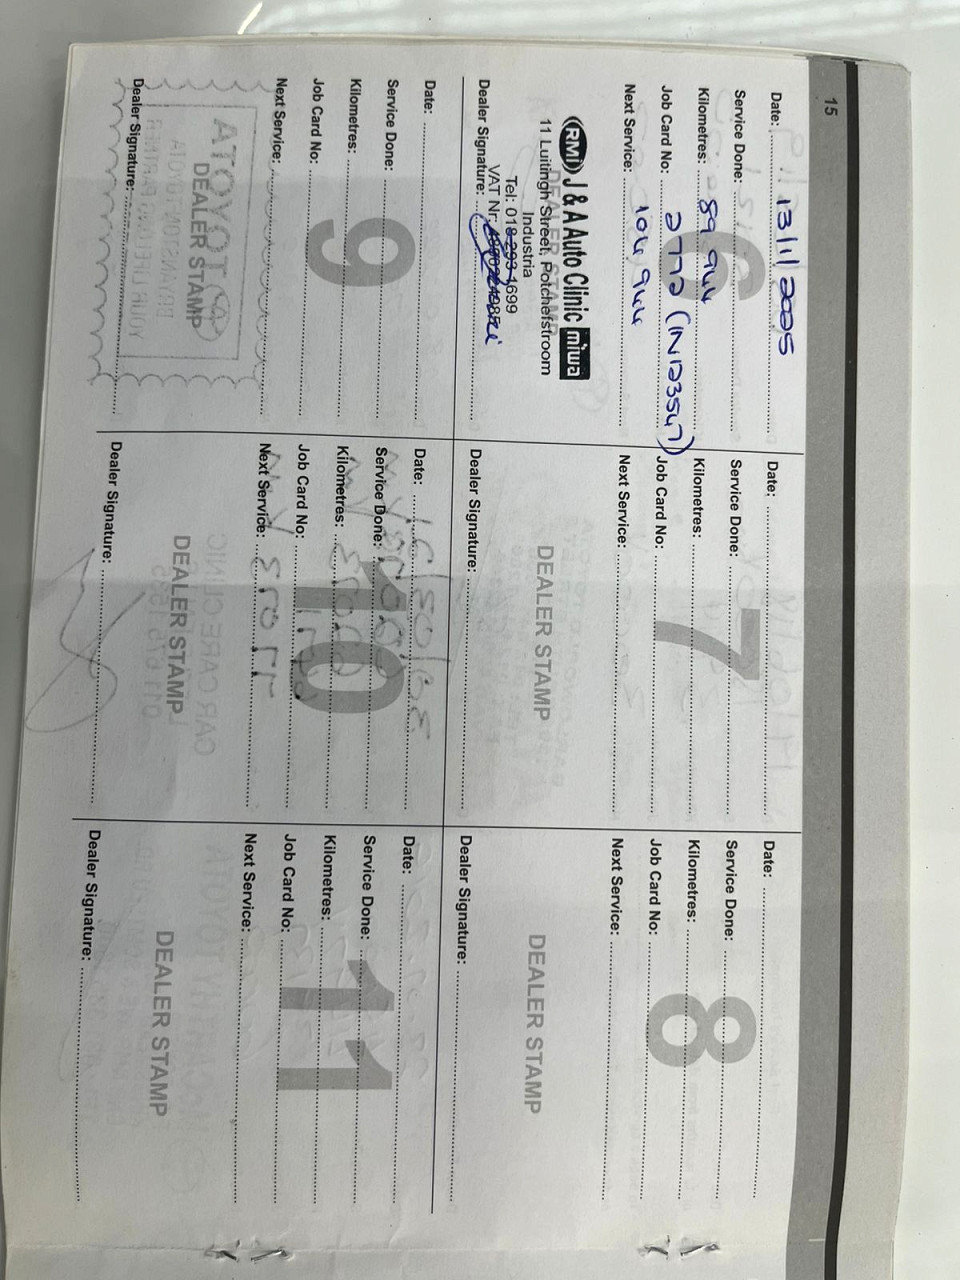 15
Date: 13/11/2025
Service Done:
Kilometres: 89 944
Job Card No: 2772 (IN123547)
Next Service: 104 944
6
DEALER STAMP
RMI J & A Auto Clinic miwa
11 Luitingh Street, Potchefstroom
Industria
Tel: 018 293 1699
VAT Nr.
Dealer Signature:
Date:
Service Done:
Kilometres:
Job Card No:
Next Service:
7
DEALER STAMP
Dealer Signature:
Date:
Service Done:
Kilometres:
Job Card No:
Next Service:
8
DEALER STAMP
Dealer Signature:
Date:
Service Done:
Kilometres:
Job Card No:
Next Service:
9
DEALER STAMP
Dealer Signature:
Date:
Service Done:
Kilometres:
Job Card No:
Next Service:
10
DEALER STAMP
Dealer Signature:
Date:
Service Done:
Kilometres:
Job Card No:
Next Service:
11
DEALER STAMP
Dealer Signature: